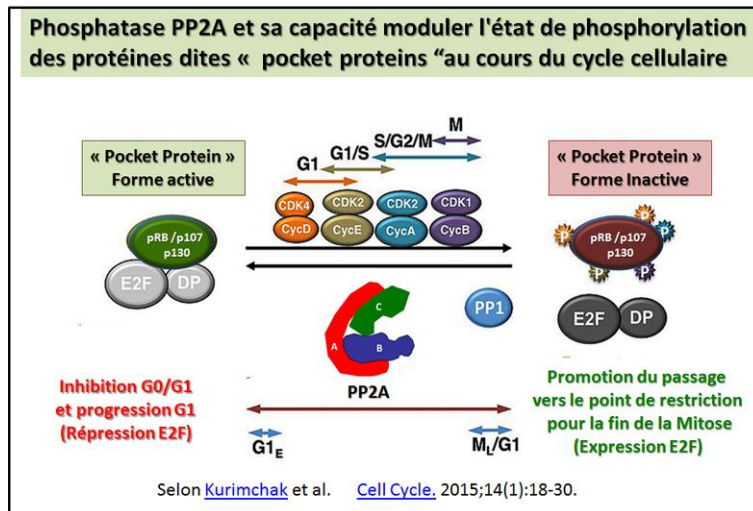 Phosphatase PP2A et sa capacité moduler l'état de phosphorylation
des protéines dites « pocket proteins “au cours du cycle cellulaire
« Pocket Protein »
Forme active
pRB /p107
p130
E2F
DP
G1
G1/S
S/G2/M
M
CDK4
CycD
CDK2
CycE
CDK2
CycA
CDK1
CycB
« Pocket Protein »
Forme Inactive
P
P
P
P
P
pRB /p107
p130
E2F
DP
C
A
B
PP2A
PP1
Inhibition G0/G1
et progression G1
(Répression E2F)
G1E
ML/G1
Promotion du passage
vers le point de restriction
pour la fin de la Mitose
(Expression E2F)
Selon Kurimchak et al. Cell Cycle. 2015;14(1):18-30.